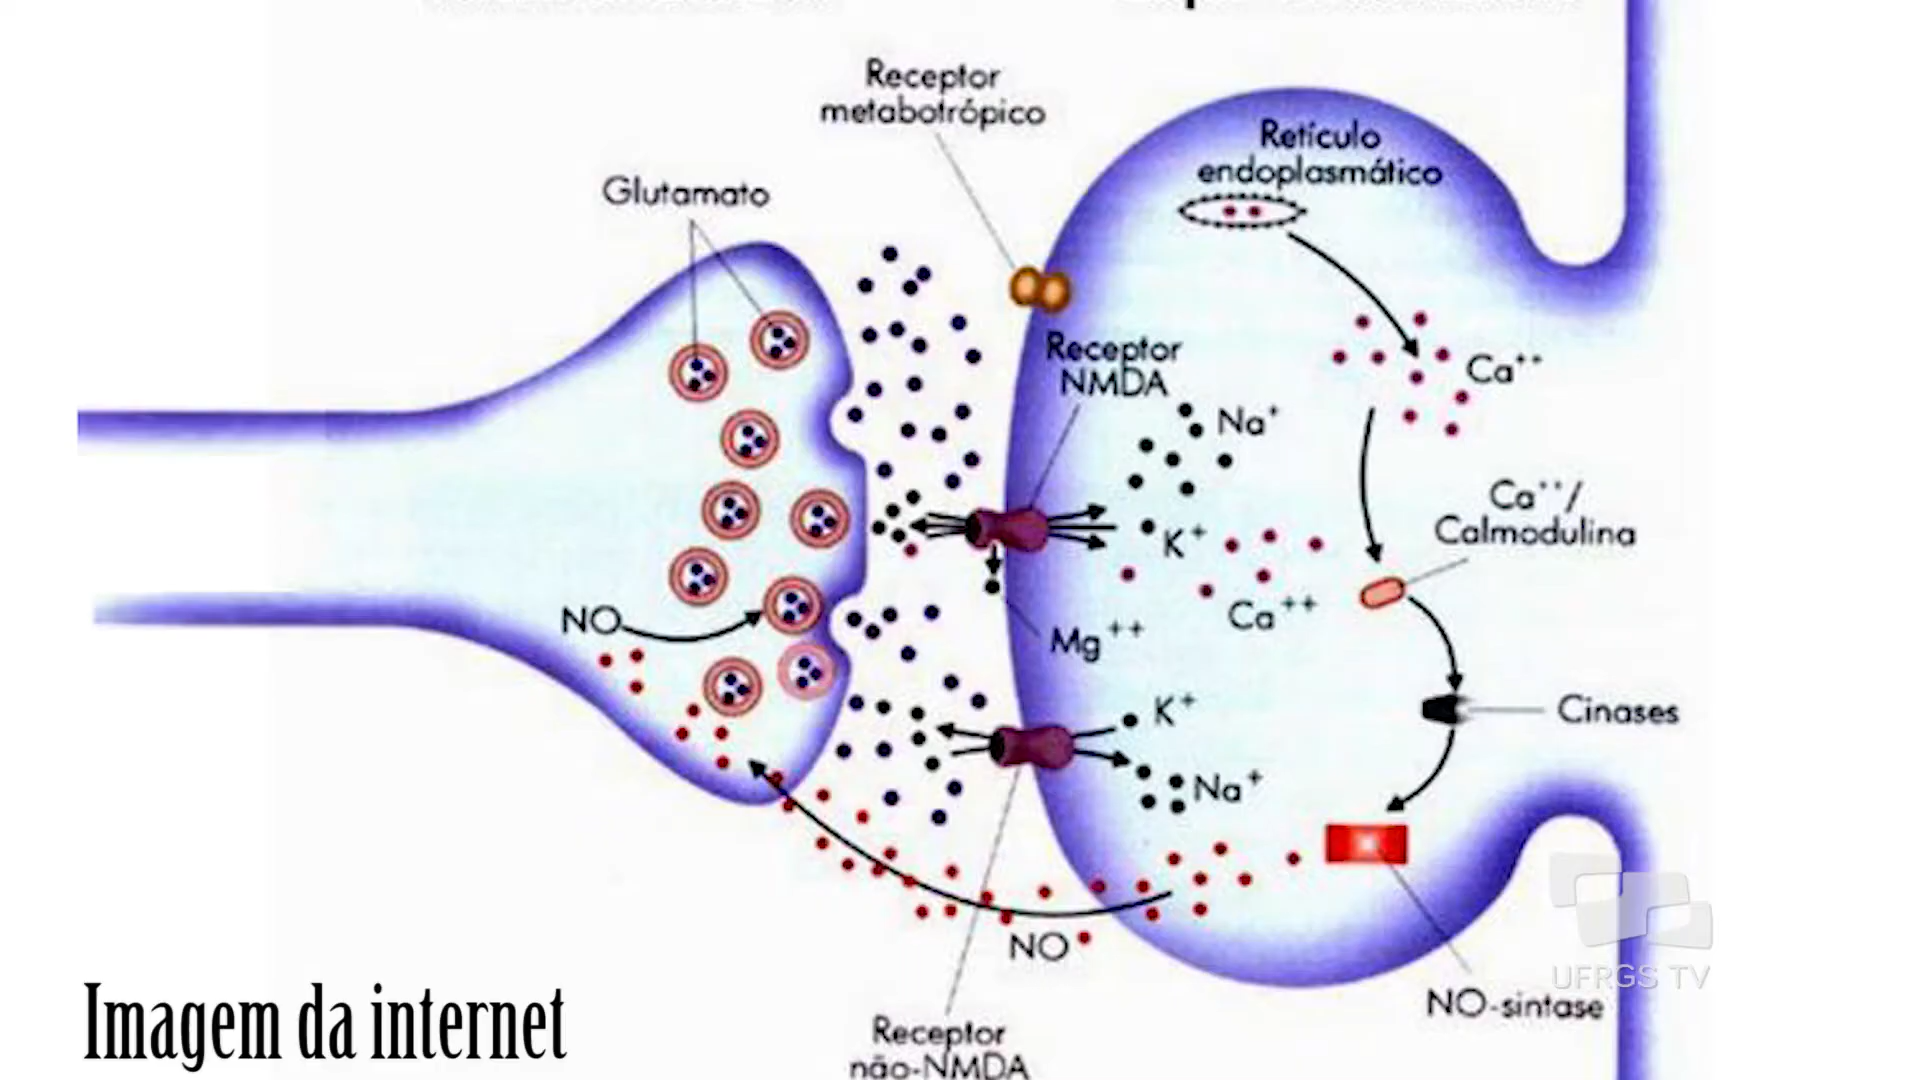 Receptor
metabotrópico
Retículo
endoplasmático
Glutamato
Receptor
NMDA
Ca⁺⁺
Na⁺
Ca⁺⁺/
Calmodulina
K⁺
Ca⁺⁺
NO
Mg⁺⁺
K⁺
Cinases
Na⁺
NO
UFRGS TV
NO-sintase
Imagem da internet
Receptor
não-NMDA